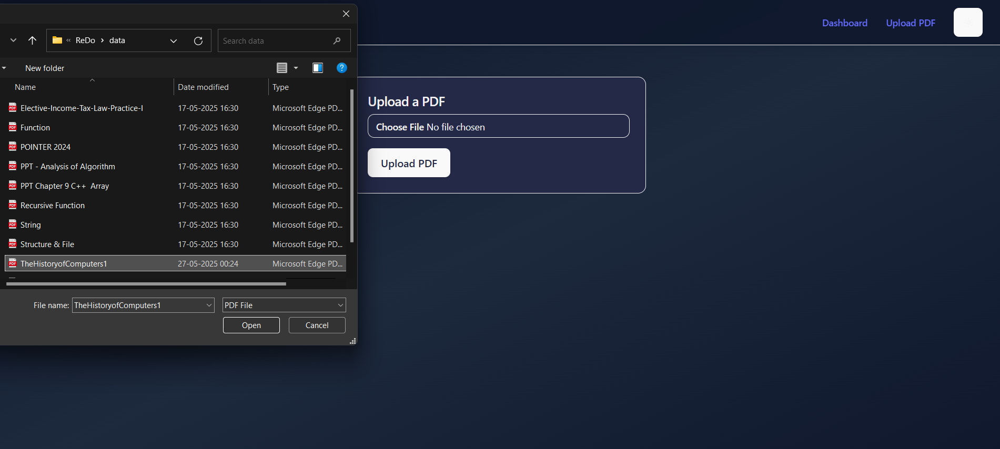 Dashboard Upload PDF
« ReDo › data
Search data
New folder
Name Date modified Type
Elective-Income-Tax-Law-Practice-I 17-05-2025 16:30 Microsoft Edge PD...
Function 17-05-2025 16:30 Microsoft Edge PD...
POINTER 2024 17-05-2025 16:30 Microsoft Edge PD...
PPT - Analysis of Algorithm 17-05-2025 16:30 Microsoft Edge PD...
PPT Chapter 9 C++  Array 17-05-2025 16:30 Microsoft Edge PD...
Recursive Function 17-05-2025 16:30 Microsoft Edge PD...
String 17-05-2025 16:30 Microsoft Edge PD...
Structure & File 17-05-2025 16:30 Microsoft Edge PD...
TheHistoryofComputers1 27-05-2025 00:24 Microsoft Edge PD...
File name: TheHistoryofComputers1 PDF File
Open Cancel
Upload a PDF
Choose File No file chosen
Upload PDF